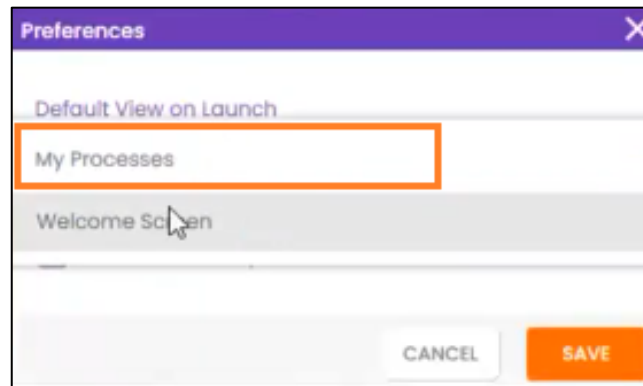 Preferences
Default View on Launch
My Processes
Welcome Screen
CANCEL
SAVE